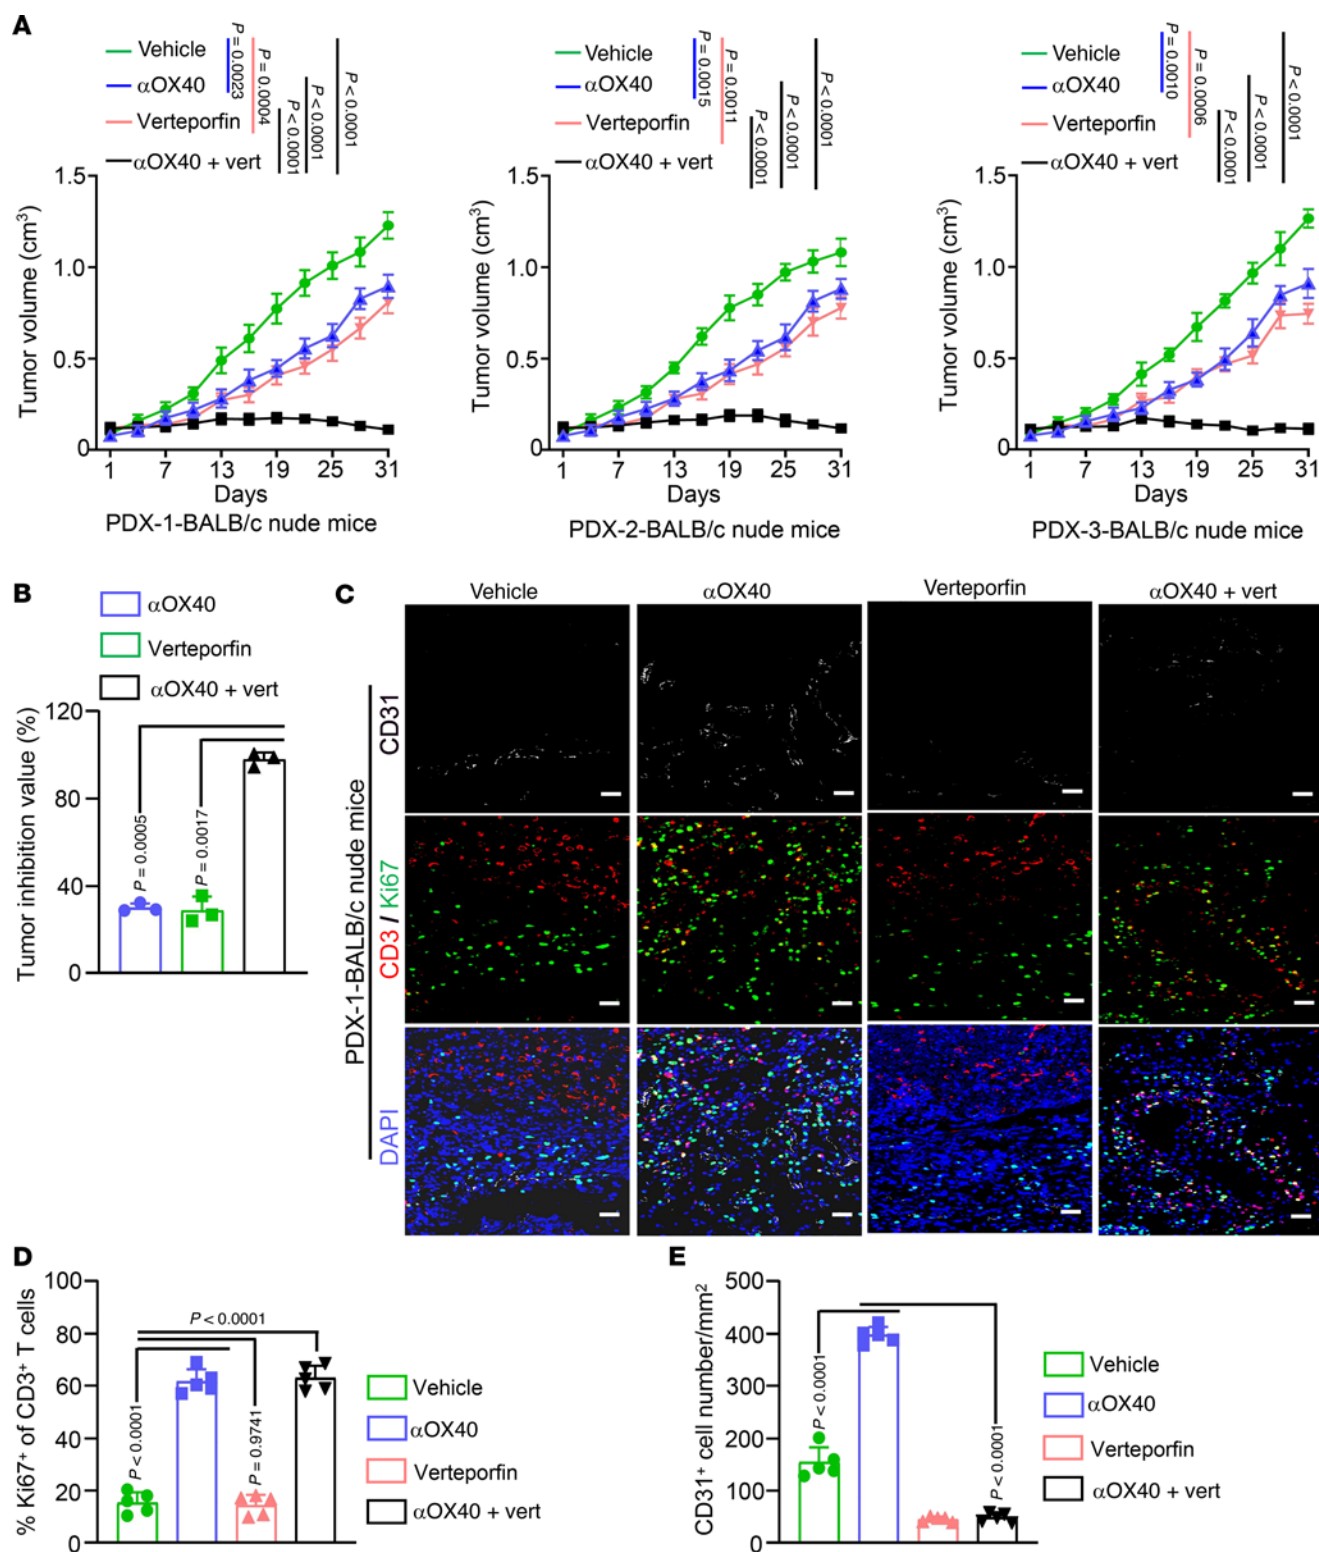 A
Vehicle
αOX40
Verteporfin
αOX40 + vert
P = 0.0023
P = 0.0004
P < 0.0001
P < 0.0001
P < 0.0001
Tumor volume (cm³)
1.5
1.0
0.5
0
1 7 13 19 25 31
Days
PDX-1-BALB/c nude mice
Vehicle
αOX40
Verteporfin
αOX40 + vert
P = 0.0015
P = 0.0011
P < 0.0001
P < 0.0001
P < 0.0001
Tumor volume (cm³)
1.5
1.0
0.5
0
1 7 13 19 25 31
Days
PDX-2-BALB/c nude mice
Vehicle
αOX40
Verteporfin
αOX40 + vert
P = 0.0010
P = 0.0006
P < 0.0001
P < 0.0001
P < 0.0001
Tumor volume (cm³)
1.5
1.0
0.5
0
1 7 13 19 25 31
Days
PDX-3-BALB/c nude mice
B
αOX40
Verteporfin
αOX40 + vert
Tumor inhibition value (%)
120
80
40
0
P = 0.0005
P = 0.0017
C
Vehicle
αOX40
Verteporfin
αOX40 + vert
PDX-1-BALB/c nude mice
CD31
CD3 / Ki67
DAPI
D
% Ki67⁺ of CD3⁺ T cells
100
80
60
40
20
0
P < 0.0001
P < 0.0001
P = 0.9741
Vehicle
αOX40
Verteporfin
αOX40 + vert
E
CD31⁺ cell number/mm²
500
400
300
200
150
100
50
0
P < 0.0001
P < 0.0001
Vehicle
αOX40
Verteporfin
αOX40 + vert